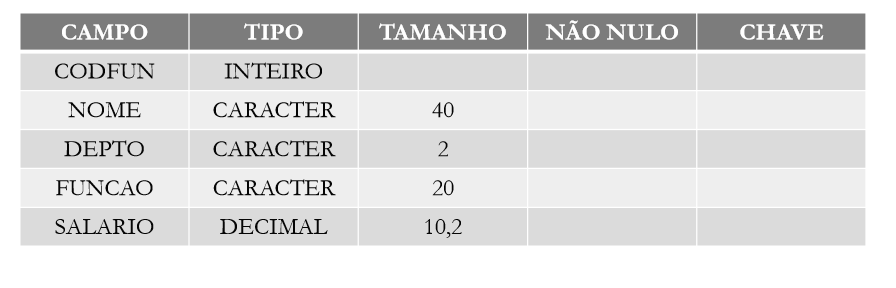 CAMPO TIPO TAMANHO NÃO NULO CHAVE
CODFUN INTEIRO
NOME CARACTER 40
DEPTO CARACTER 2
FUNCAO CARACTER 20
SALARIO DECIMAL 10,2